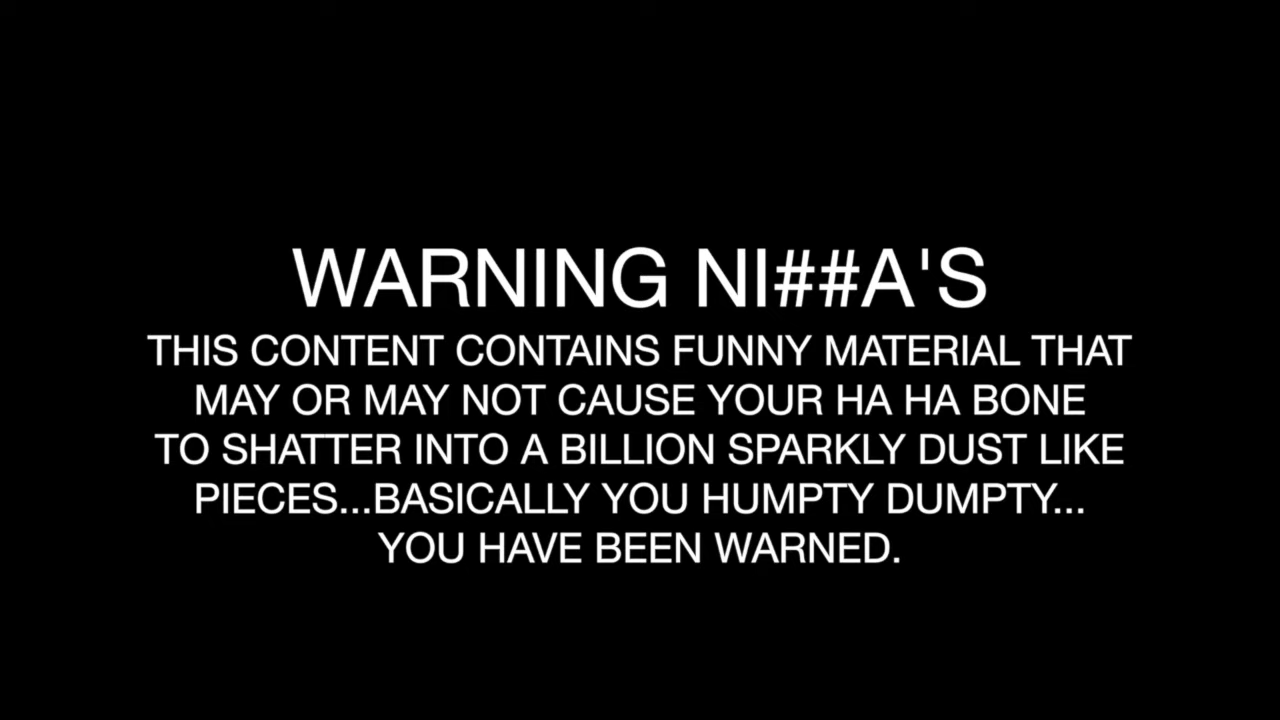 WARNING NI##A'S
THIS CONTENT CONTAINS FUNNY MATERIAL THAT
MAY OR MAY NOT CAUSE YOUR HA HA BONE
TO SHATTER INTO A BILLION SPARKLY DUST LIKE
PIECES...BASICALLY YOU HUMPTY DUMPTY...
YOU HAVE BEEN WARNED.